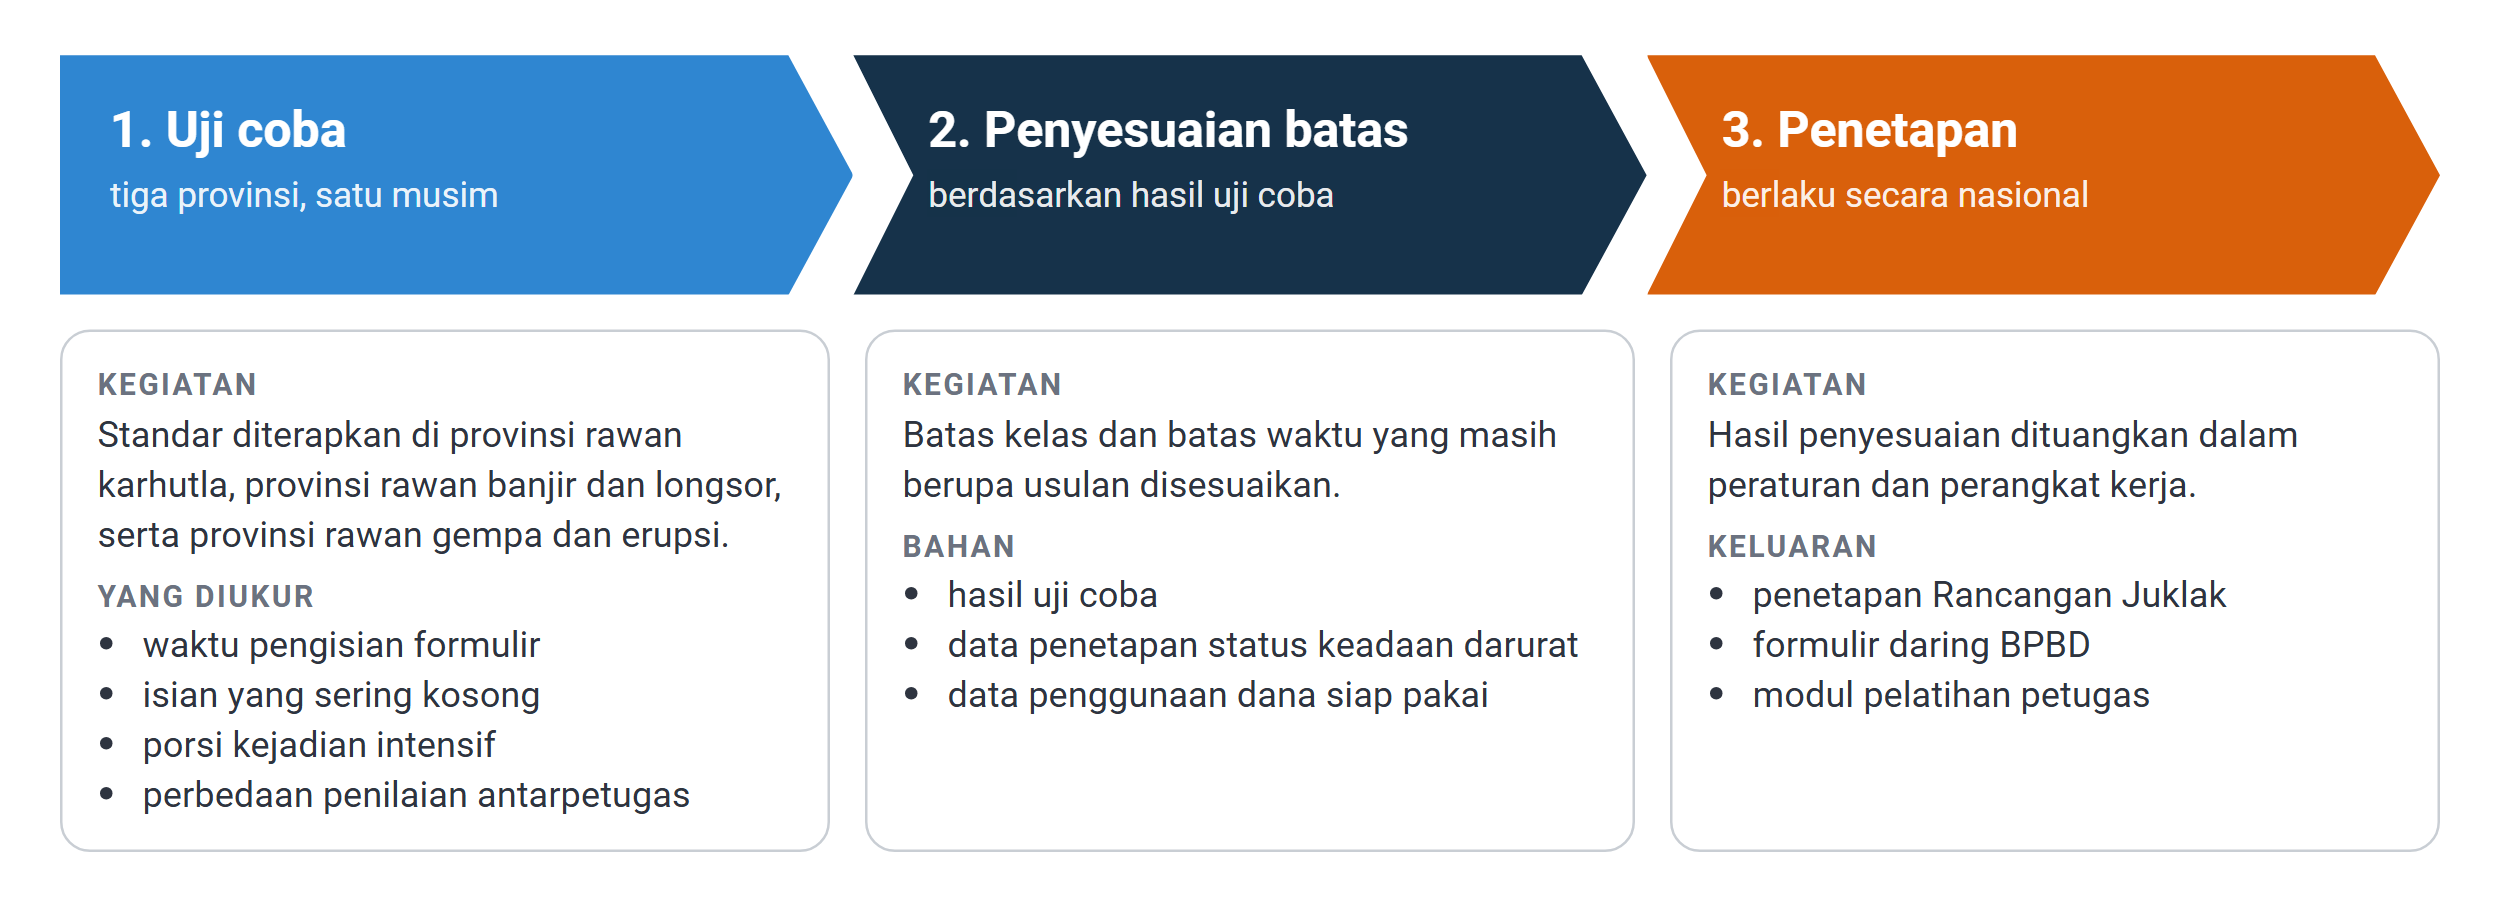 1. Uji coba
tiga provinsi, satu musim
2. Penyesuaian batas
berdasarkan hasil uji coba
3. Penetapan
berlaku secara nasional
KEGIATAN
Standar diterapkan di provinsi rawan
karhutla, provinsi rawan banjir dan longsor,
serta provinsi rawan gempa dan erupsi.
YANG DIUKUR
• waktu pengisian formulir
• isian yang sering kosong
• porsi kejadian intensif
• perbedaan penilaian antarpetugas
KEGIATAN
Batas kelas dan batas waktu yang masih
berupa usulan disesuaikan.
BAHAN
• hasil uji coba
• data penetapan status keadaan darurat
• data penggunaan dana siap pakai
KEGIATAN
Hasil penyesuaian dituangkan dalam
peraturan dan perangkat kerja.
KELUARAN
• penetapan Rancangan Juklak
• formulir daring BPBD
• modul pelatihan petugas